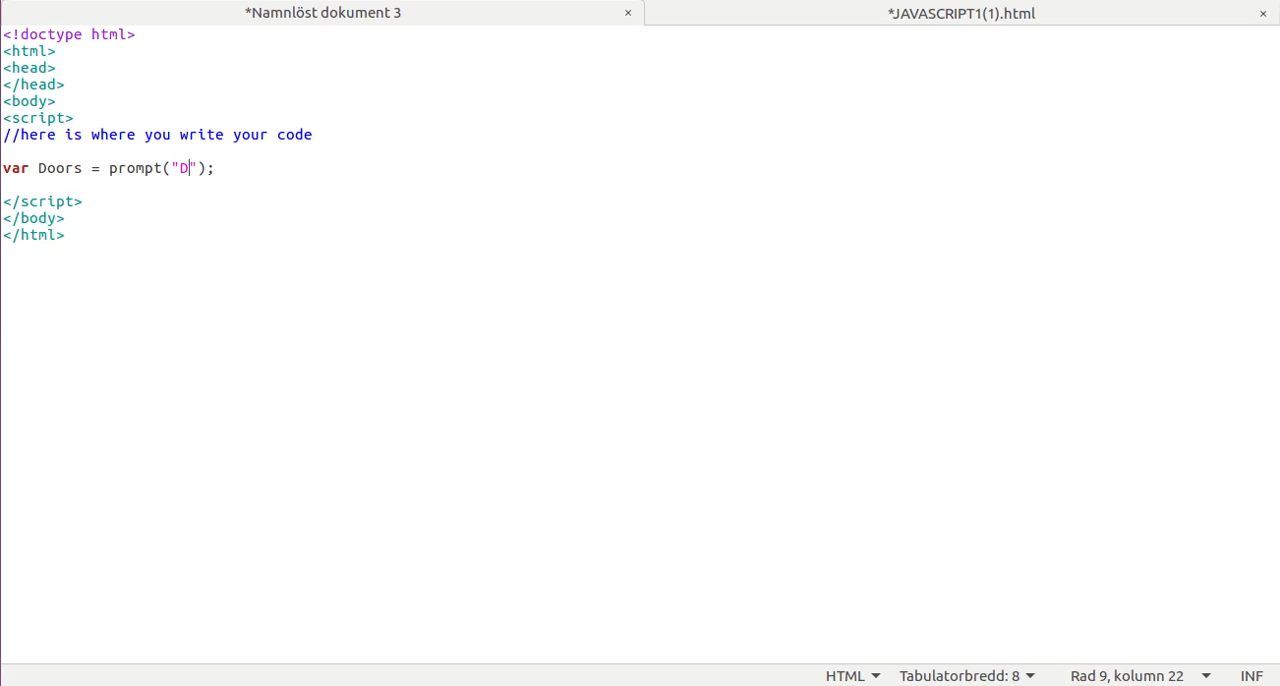 *Namnlöst dokument 3 × *JAVASCRIPT1(1).html ×
<!doctype html>
<html>
<head>
</head>
<body>
<script>
//here is where you write your code
var Doors = prompt("D");
</script>
</body>
</html>
HTML Tabulatorbredd: 8 Rad 9, kolumn 22 INF